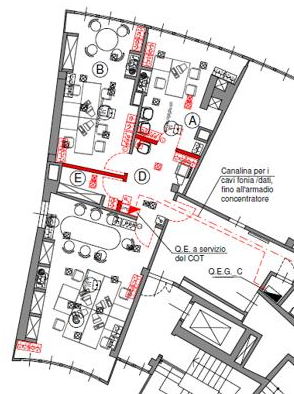 B
A
D
E
Canalina per i
cavi fonia /dati,
fino all'armadio
concentratore
Q.E. a servizio
del COT
Q.E.G. C